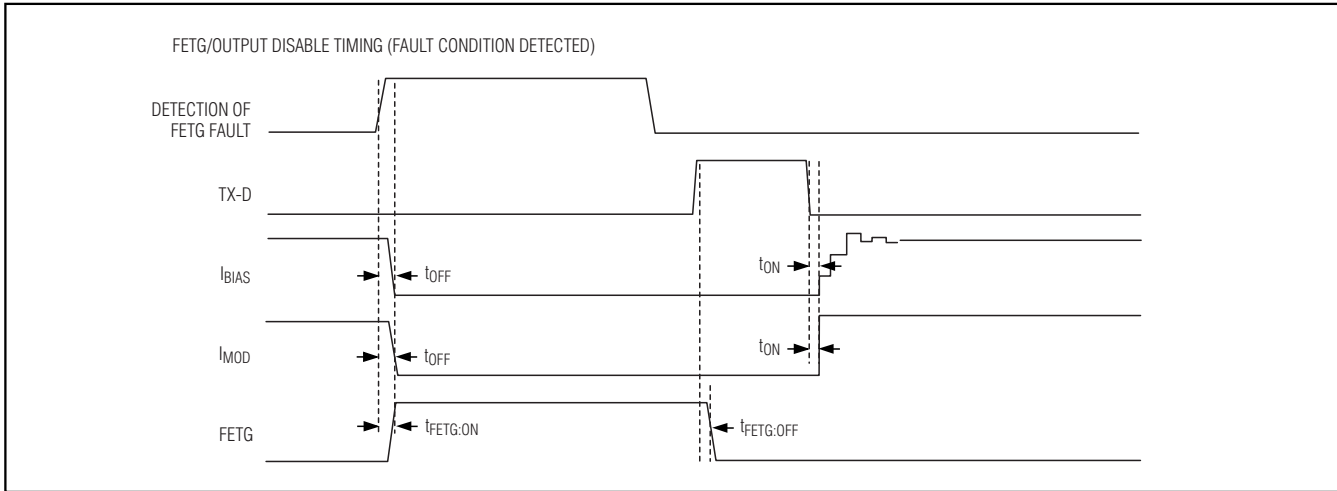 FETG/OUTPUT DISABLE TIMING (FAULT CONDITION DETECTED)
DETECTION OF
FETG FAULT
TX-D
IBIAS
tOFF
tON
IMOD
tOFF
tON
FETG
tFETG:ON
tFETG:OFF